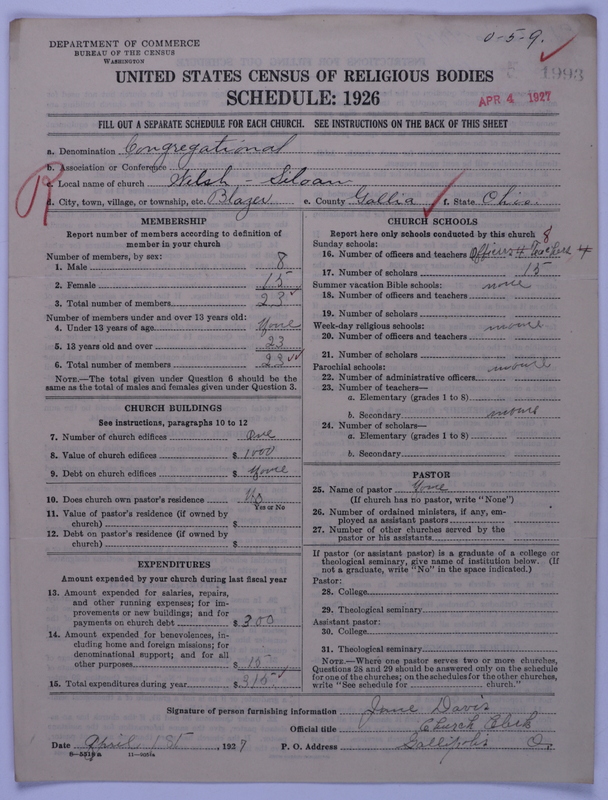 0-5-9.
1993
APR 4 1927
DEPARTMENT OF COMMERCE
BUREAU OF THE CENSUS
WASHINGTON
UNITED STATES CENSUS OF RELIGIOUS BODIES
SCHEDULE: 1926
FILL OUT A SEPARATE SCHEDULE FOR EACH CHURCH. SEE INSTRUCTIONS ON THE BACK OF THIS SHEET
a. Denomination Congregational
b. Association or Conference
c. Local name of church Welsh - Siloam
d. City, town, village, or township, etc. Blazer e. County Gallia f. State Ohio
MEMBERSHIP
Report number of members according to definition of
member in your church
Number of members, by sex:
1. Male 8
2. Female 15
3. Total number of members 23
Number of members under and over 13 years old:
4. Under 13 years of age None
5. 13 years old and over 23
6. Total number of members 23
NOTE.—The total given under Question 6 should be
same as the total of males and females given under Question 3.
CHURCH BUILDINGS
See instructions, paragraphs 10 to 12
7. Number of church edifices One
8. Value of church edifices $ 1000
9. Debt on church edifices $ None
10. Does church own pastor's residence No
Yes or No
11. Value of pastor's residence (if owned by
church) $
12. Debt on pastor's residence (if owned by
church) $
EXPENDITURES
Amount expended by your church during last fiscal year
13. Amount expended for salaries, repairs,
and other running expenses; for im-
provements or new buildings; and for
payments on church debt $ 300
14. Amount expended for benevolences, in-
cluding home and foreign missions; for
denominational support; and for all
other purposes $ 15
15. Total expenditures during year $ 315
CHURCH SCHOOLS
Report here only schools conducted by this church
Sunday schools: 8
16. Number of officers and teachers Officers 4 Teachers 4
17. Number of scholars 15
Summer vacation Bible schools: none
18. Number of officers and teachers
19. Number of scholars
Week-day religious schools: none
20. Number of officers and teachers
21. Number of scholars
Parochial schools: none
22. Number of administrative officers
23. Number of teachers—
a. Elementary (grades 1 to 8)
b. Secondary none
24. Number of scholars—
a. Elementary (grades 1 to 8)
b. Secondary
PASTOR
25. Name of pastor None
(If church has no pastor, write "None")
26. Number of ordained ministers, if any, em-
ployed as assistant pastors
27. Number of other churches served by the
pastor or his assistants
If pastor (or assistant pastor) is a graduate of a college or
theological seminary, give name of institution below. (If
not a graduate, write "No" in the space indicated.)
Pastor:
28. College
29. Theological seminary
Assistant pastor:
30. College
31. Theological seminary
NOTE.—Where one pastor serves two or more churches,
Questions 28 and 29 should be answered only on the schedule
for one of the churches; on the schedules for the other churches,
write "See schedule for church."
Signature of person furnishing information Jane Davis
Official title Church Clerk
Date April 1st, 1927 P. O. Address Gallipolis O.